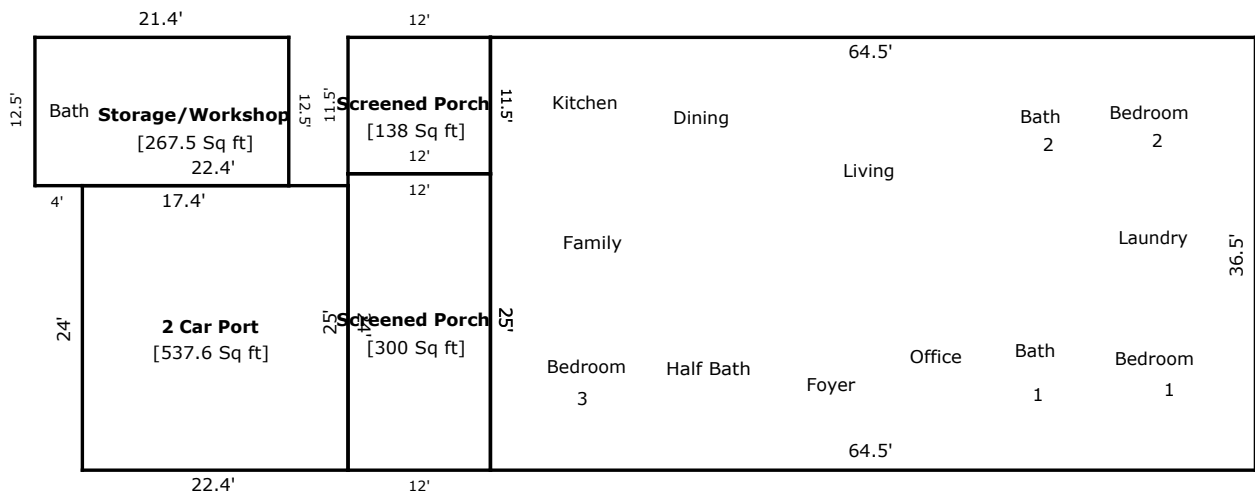 21.4'
12'
64.5'
12.5'
Bath
Storage/Workshop
[267.5 Sq ft]
22.4'
12.5'
11.5'
Screened Porch
[138 Sq ft]
12'
11.5'
Kitchen
Dining
Living
Bath
2
Bedroom
2
4'
17.4'
12'
Family
Laundry
36.5'
24'
2 Car Port
[537.6 Sq ft]
25'
24'
Screened Porch
[300 Sq ft]
25'
Bedroom
3
Half Bath
Foyer
Office
Bath
1
Bedroom
1
64.5'
22.4'
12'